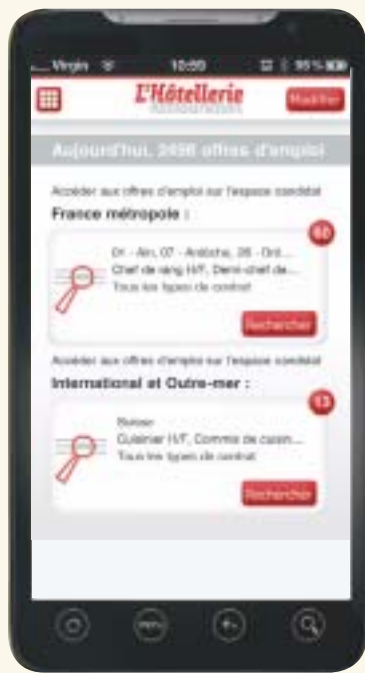 Virgin 10:59 95%
L'Hôtellerie
Restauration
Modifier
Aujourd'hui, 2456 offres d'emploi
Accéder aux offres d'emploi sur l'espace candidat
France métropole :
01 - Ain, 07 - Ardèche, 26 -
Chef de rang H/F, Demi-chef de...
Tous les types de contrat
Rechercher
Accéder aux offres d'emploi sur l'espace candidat
International et Outre-mer :
13
Suisse
Cuisinier H/F, Commis de cuisin...
Tous les types de contrat
Rechercher